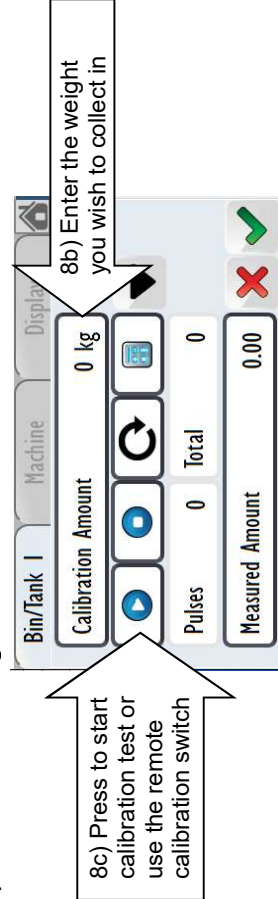 Bin/Tank 1
Machine
Display
Calibration Amount 0 kg
Pulses 0 Total 0
Measured Amount 0.00
8b) Enter the weight
you wish to collect in
8c) Press to start
calibration test or
use the remote
calibration switch